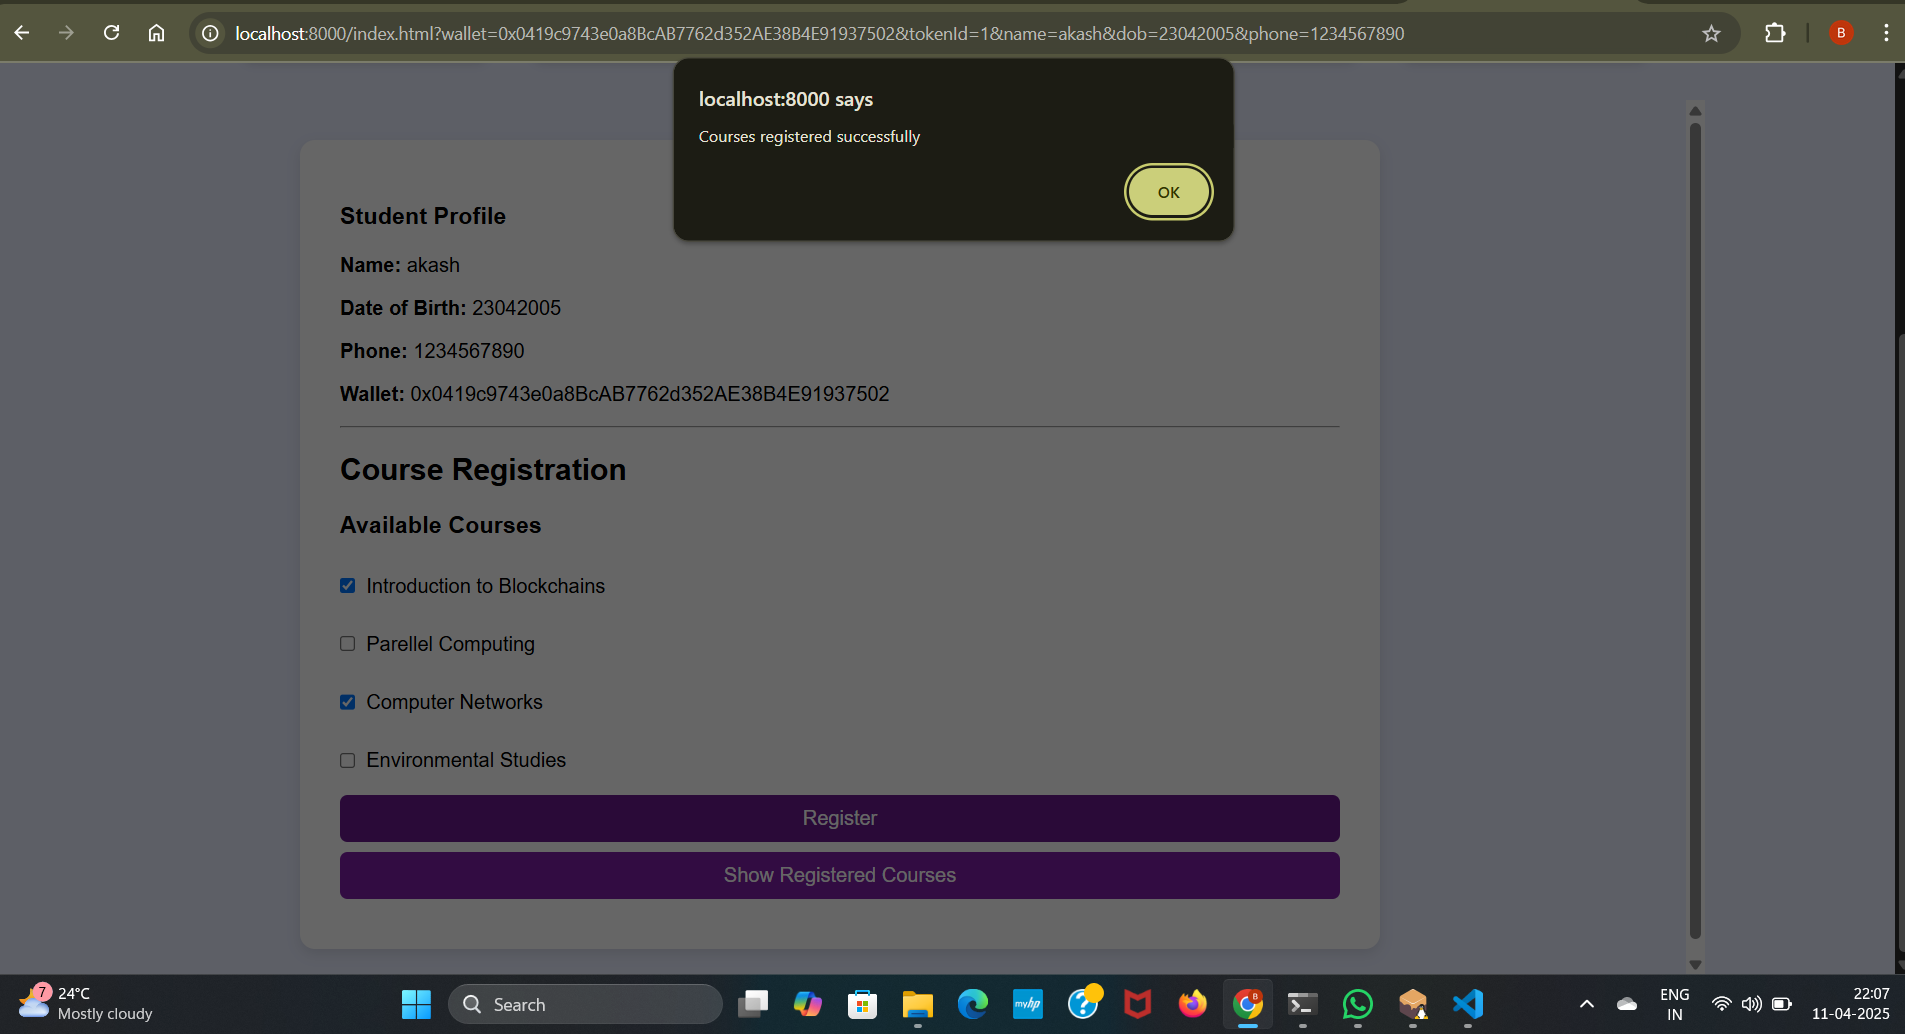 localhost:8000/index.html?wallet=0x0419c9743e0a8BcAB7762d352AE38B4E91937502&tokenId=1&name=akash&dob=23042005&phone=1234567890
B
localhost:8000 says
Courses registered successfully
OK
Student Profile
Name: akash
Date of Birth: 23042005
Phone: 1234567890
Wallet: 0x0419c9743e0a8BcAB7762d352AE38B4E91937502
Course Registration
Available Courses
Introduction to Blockchains
Parellel Computing
Computer Networks
Environmental Studies
Register
Show Registered Courses
7
24°C
Mostly cloudy
Search
myhp
?
B
ENG
IN
22:07
11-04-2025